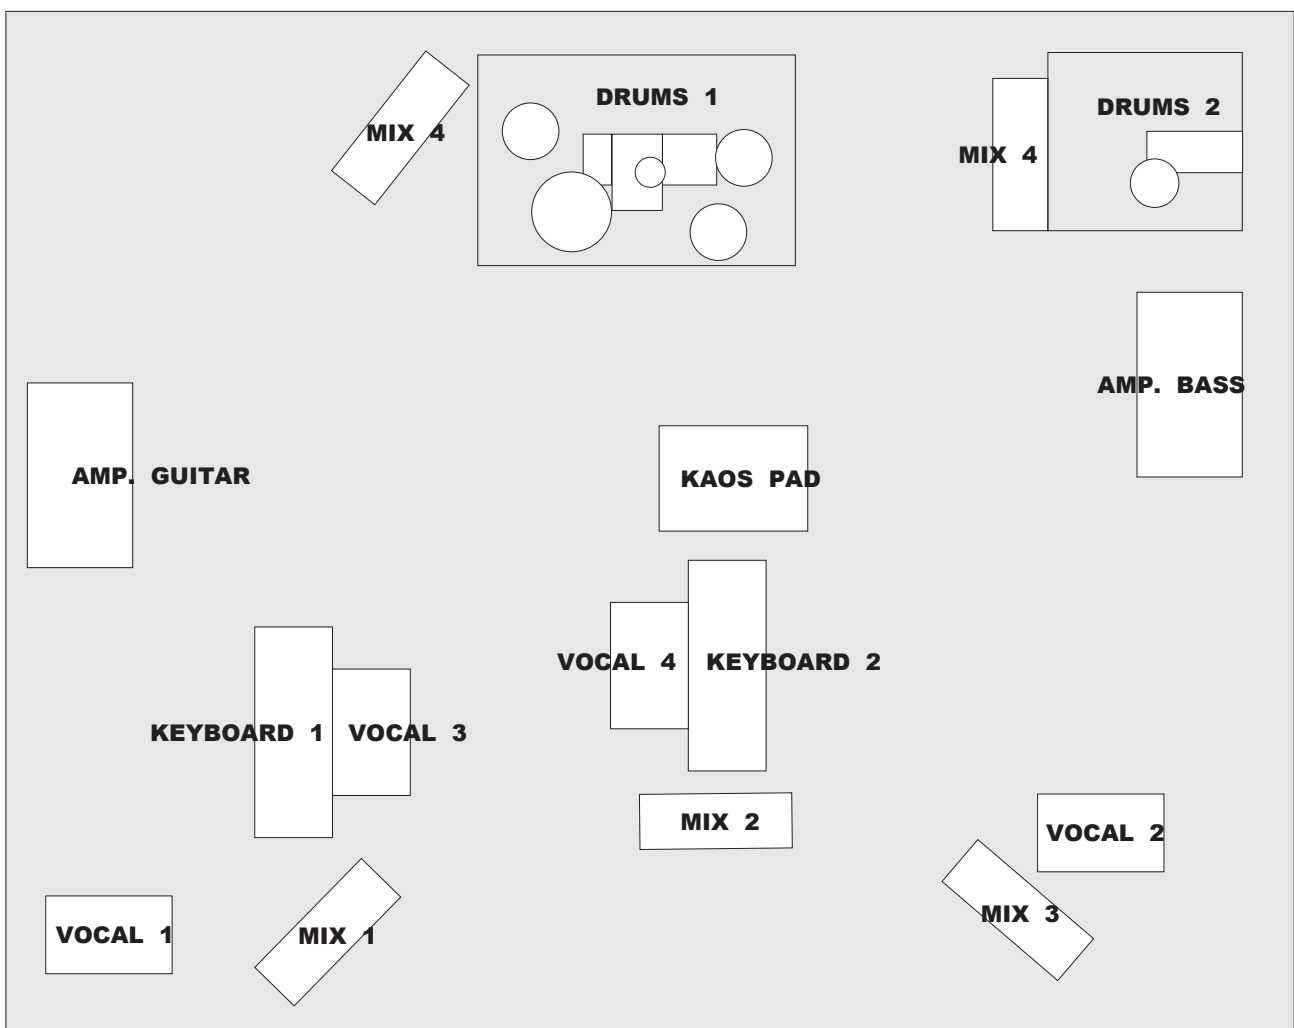 DRUMS 1
DRUMS 2
MIX 4
MIX 4
AMP. BASS
AMP. GUITAR
KAOS PAD
VOCAL 4
KEYBOARD 2
KEYBOARD 1
VOCAL 3
MIX 2
VOCAL 2
MIX 3
VOCAL 1
MIX 1